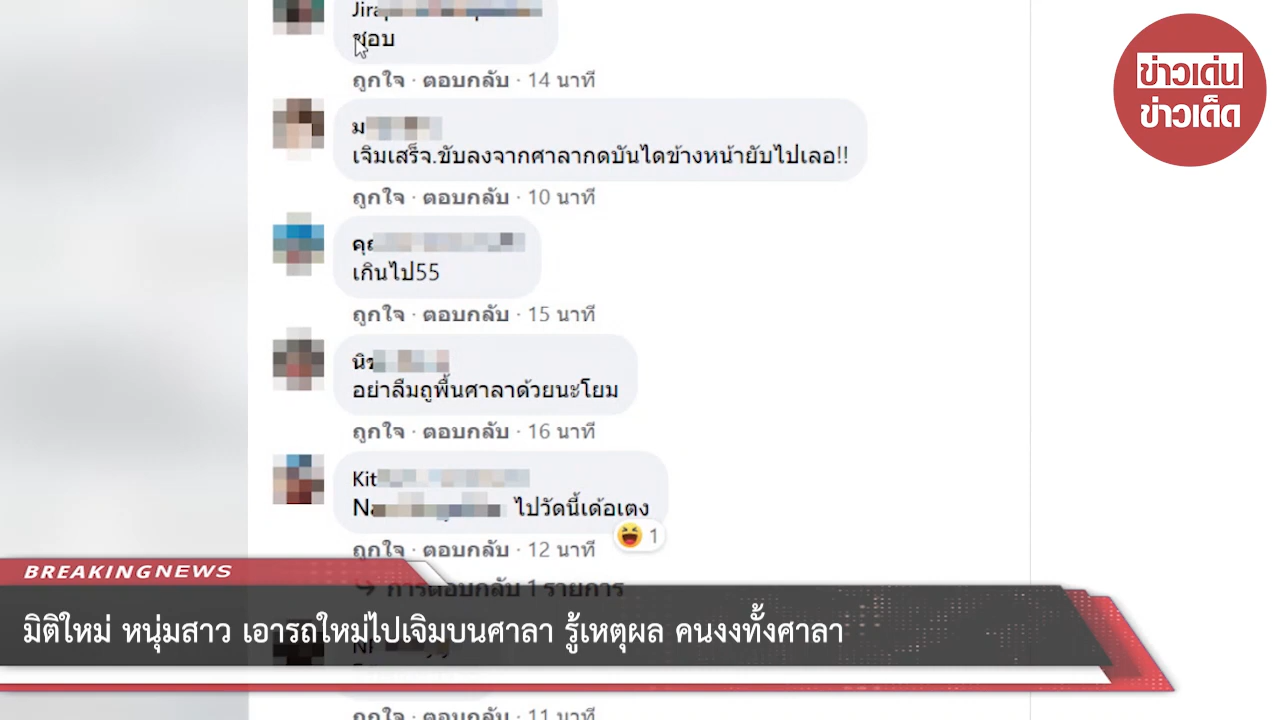 Jira
ชอบ
ถูกใจ · ตอบกลับ · 14 นาที
ข่าวเด่น
ข่าวเด็ด
ม
เจิมเสร็จ.ขับลงจากศาลากดบันไดข้างหน้ายับไปเลอ!!
ถูกใจ · ตอบกลับ · 10 นาที
คุณ
เกินไป55
ถูกใจ · ตอบกลับ · 15 นาที
นิร
อย่าลืมถูพื้นศาลาด้วยนะโยม
ถูกใจ · ตอบกลับ · 16 นาที
Kit
Na ไปวัดนี้เด้อเตง
1
ถูกใจ · ตอบกลับ · 12 นาที
การตอบกลับ 1 รายการ
BREAKING NEWS
มิติใหม่ หนุ่มสาว เอารถใหม่ไปเจิมบนศาลา รู้เหตุผล คนงงทั้งศาลา
ถูกใจ · ตอบกลับ · 11 นาที